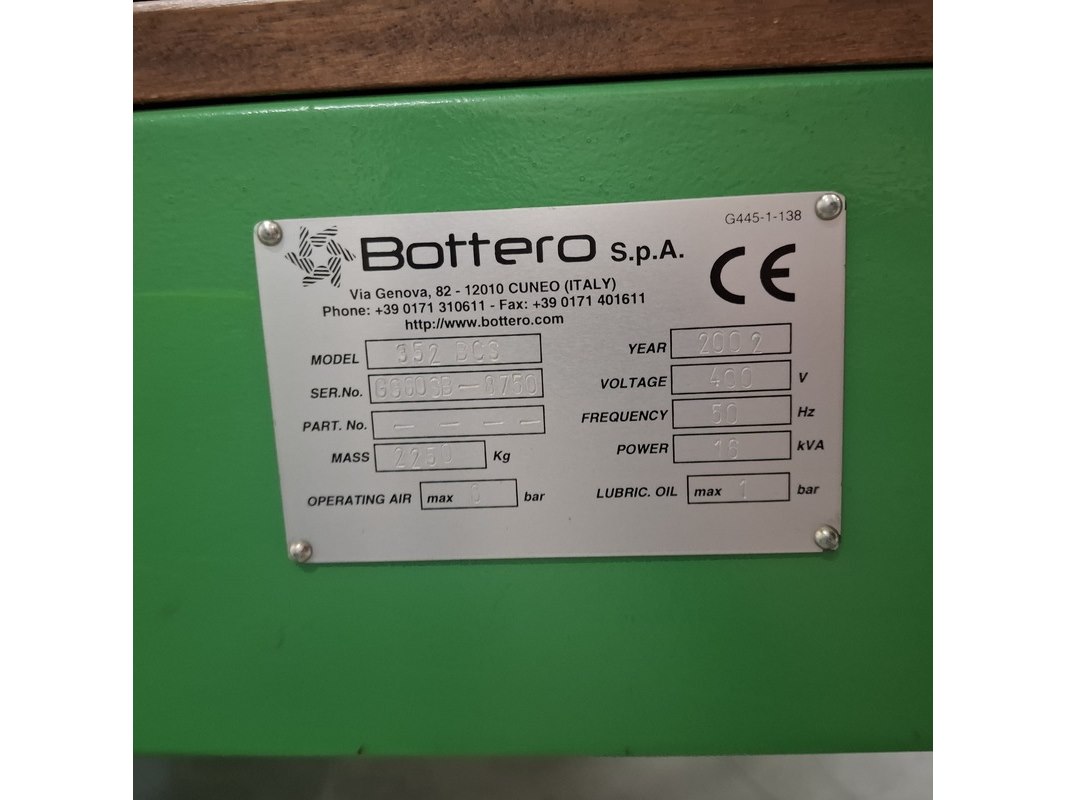 G445-1-138
Bottero S.p.A.
CE
Via Genova, 82 - 12010 CUNEO (ITALY)
Phone: +39 0171 310611 - Fax: +39 0171 401611
http://www.bottero.com
MODEL 352 BCS
SER.No.
PART. No. — — — —
MASS 2250 Kg
OPERATING AIR max bar
YEAR 2002
VOLTAGE 400 V
FREQUENCY 50 Hz
POWER 16 kVA
LUBRIC. OIL max 1 bar